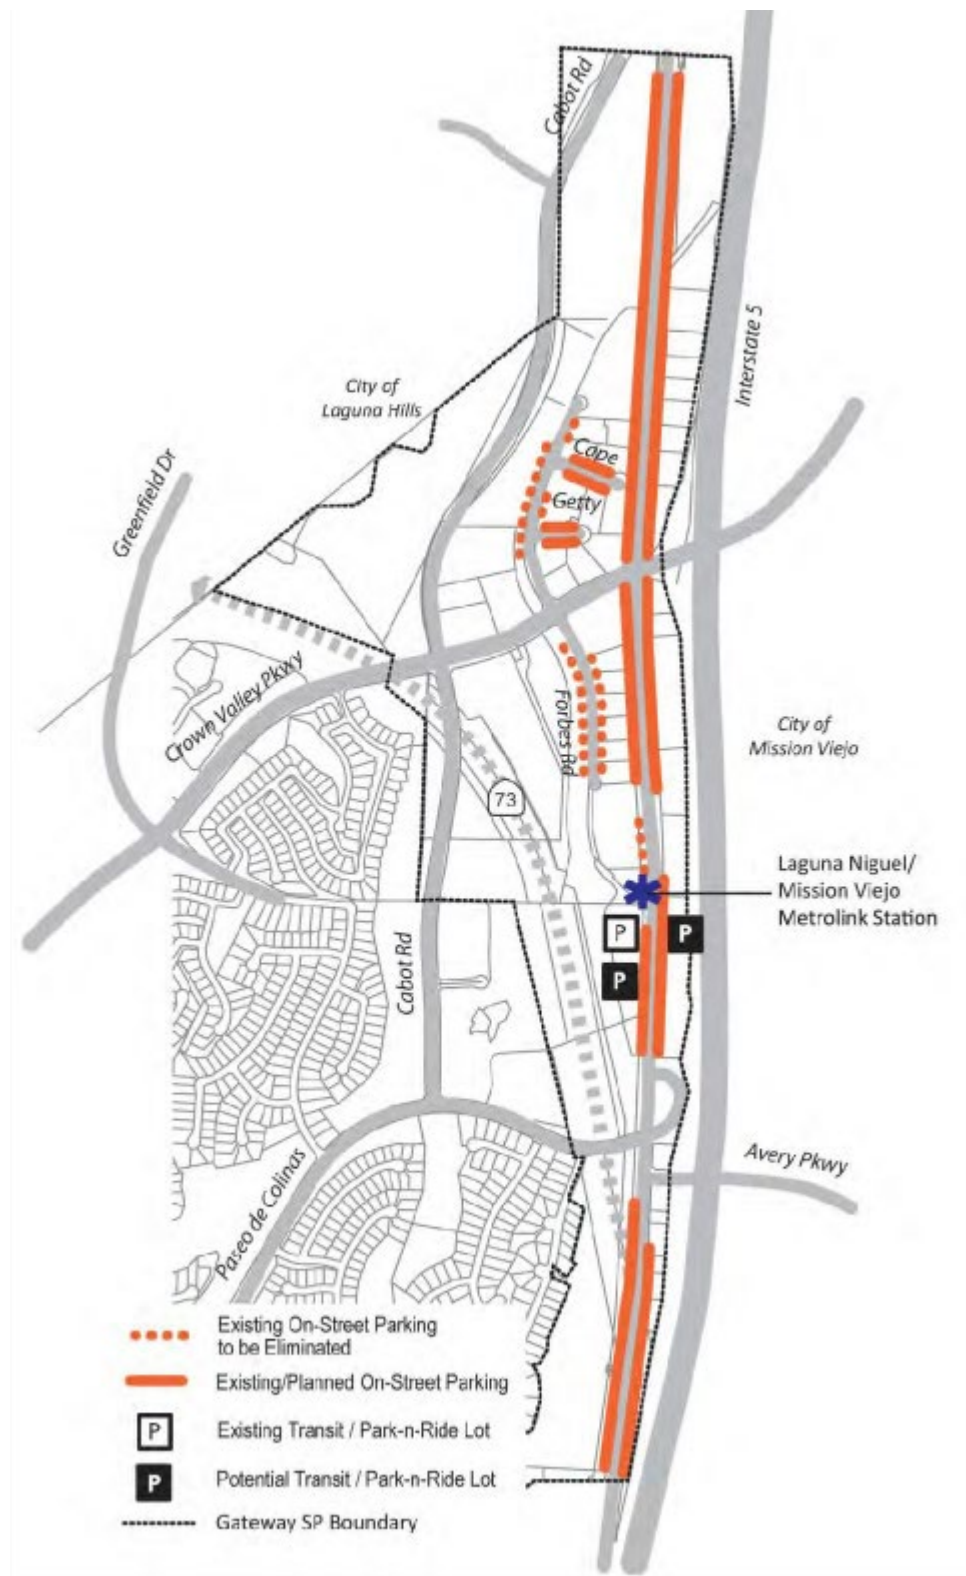 Cabot Rd
Interstate 5
City of
Laguna Hills
Greenfield Dr
Cape
Getty
Crown Valley Pkwy
Forbes Rd
City of
Mission Viejo
73
Laguna Niguel/
Mission Viejo
Metrolink Station
P
P
P
Cabot Rd
Avery Pkwy
Paseo de Colinas
Existing On-Street Parking
to be Eliminated
Existing/Planned On-Street Parking
P
Existing Transit / Park-n-Ride Lot
P
Potential Transit / Park-n-Ride Lot
Gateway SP Boundary